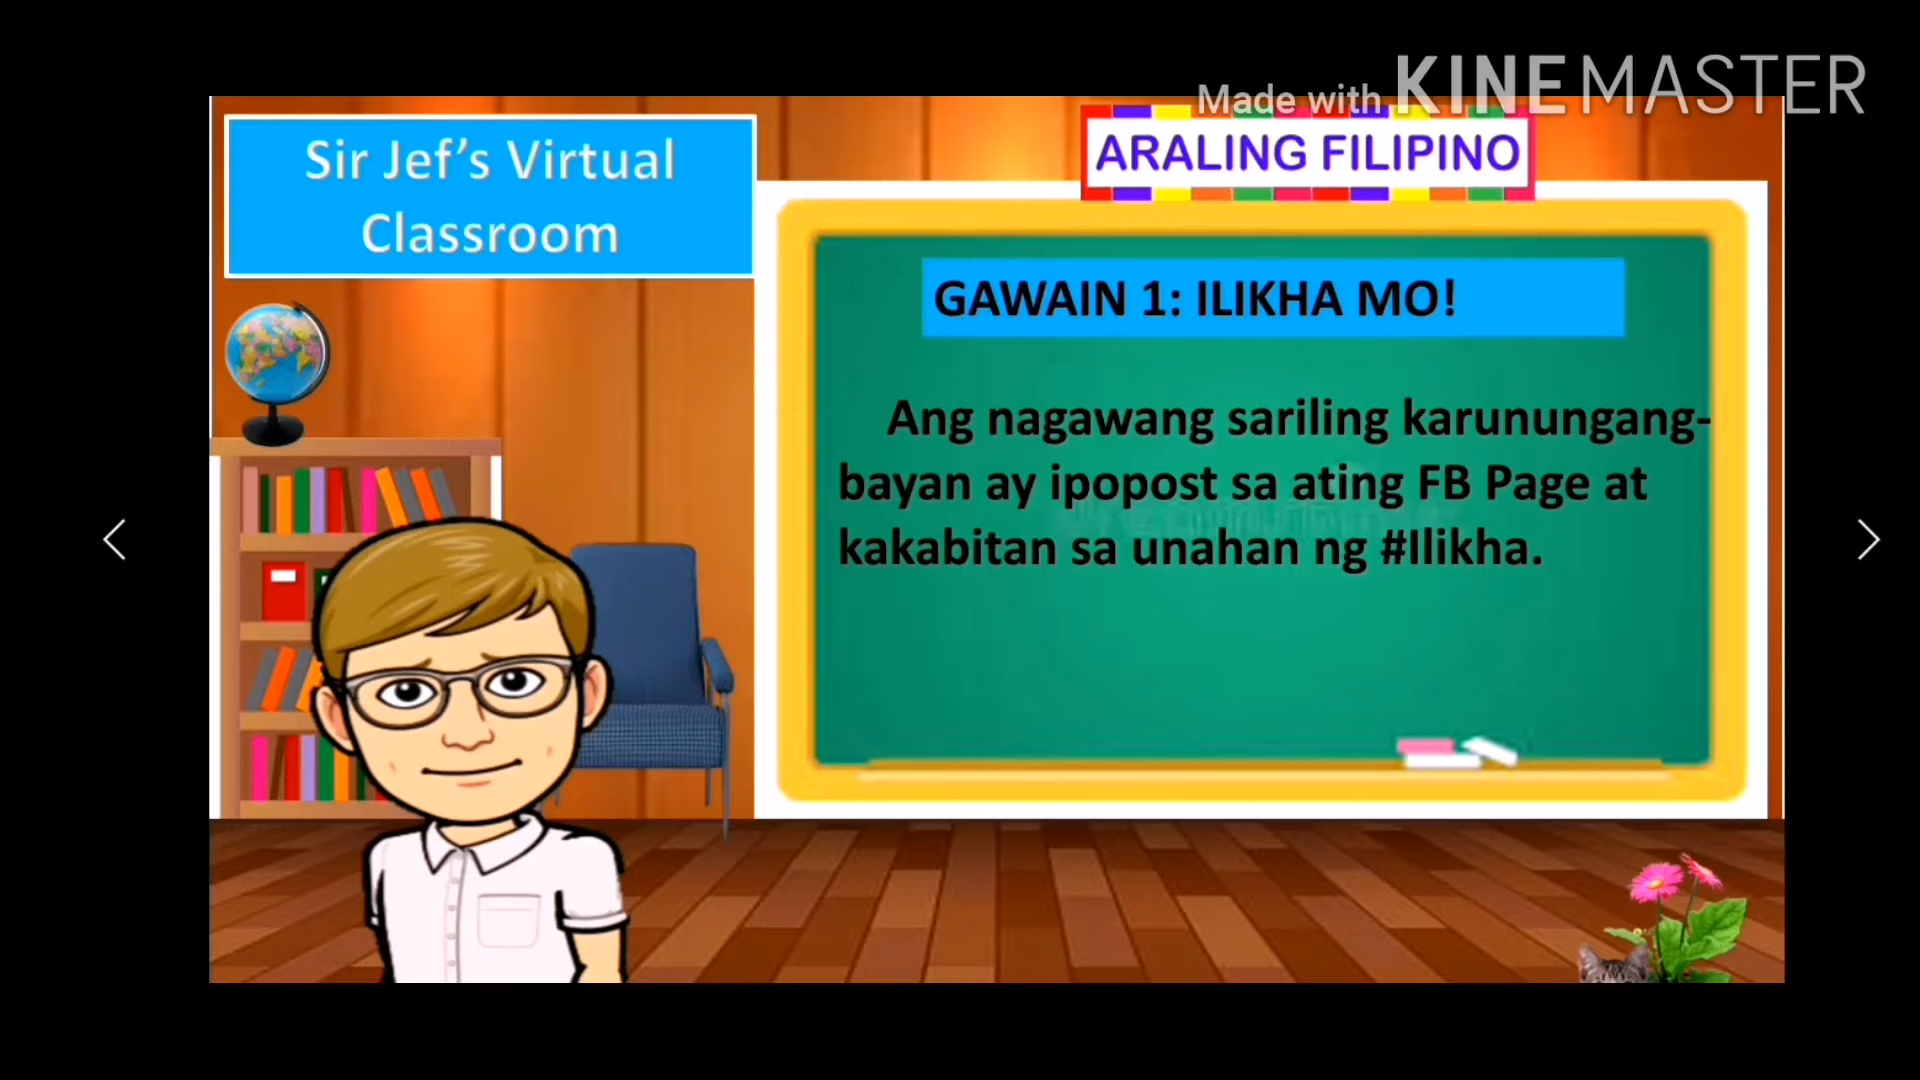 Made with KINEMASTER
Sir Jef's Virtual
Classroom
ARALING FILIPINO
GAWAIN 1: ILIKHA MO!
Ang nagawang sariling karunungang-
bayan ay ipopost sa ating FB Page at
kakabitan sa unahan ng #Ilikha.